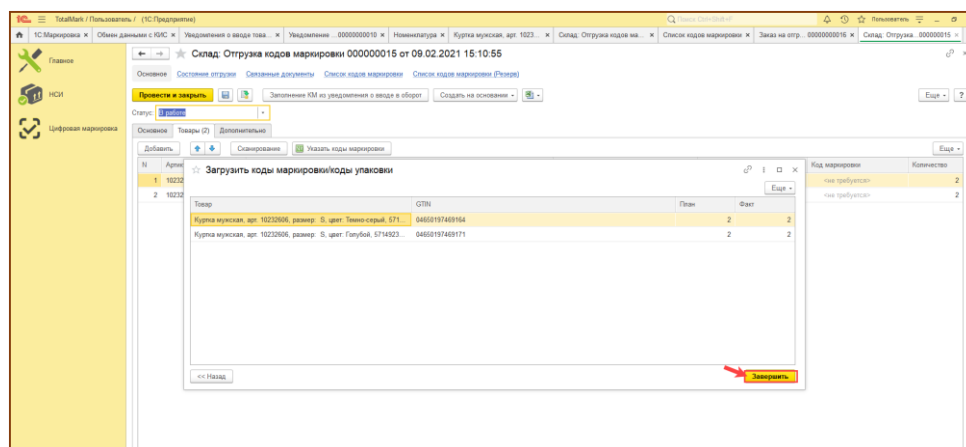 TotalMark / Пользователь / (1С:Предприятие)
Поиск Ctrl+Shift+F
Пользователь
1С:Маркировка × Обмен данными с КИС × Уведомления о вводе това... × Уведомление ...0000000010 × Номенклатура × Куртка мужская, арт. 1023... × Склад: Отгрузка кодов ма... × Список кодов маркировки × Заказ на отгр... 00000000016 × Склад: Отгрузка...000000015 ×
Главное
НСИ
Цифровая маркировка
Склад: Отгрузка кодов маркировки 000000015 от 09.02.2021 15:10:55
Основное Состояние отгрузки Связанные документы Список кодов маркировки Список кодов маркировки (Резерв)
Провести и закрыть Заполнение КМ из уведомления о вводе в оборот Создать на основании Еще ?
Статус: В работе
Основное Товары (2) Дополнительно
Добавить Сканирование Указать коды маркировки Еще
N Код маркировки Количество
1 10232 <не требуется> 2
2 10232 <не требуется> 2
Загрузить коды маркировки/коды упаковки
Еще
Товар GTIN План Факт
Куртка мужская, арт. 10232606, размер: S, цвет: Темно-серый, 571... 04650197469164 2 2
Куртка мужская, арт. 10232606, размер: S, цвет: Голубой, 5714923... 04650197469171 2 2
<< Назад Завершить